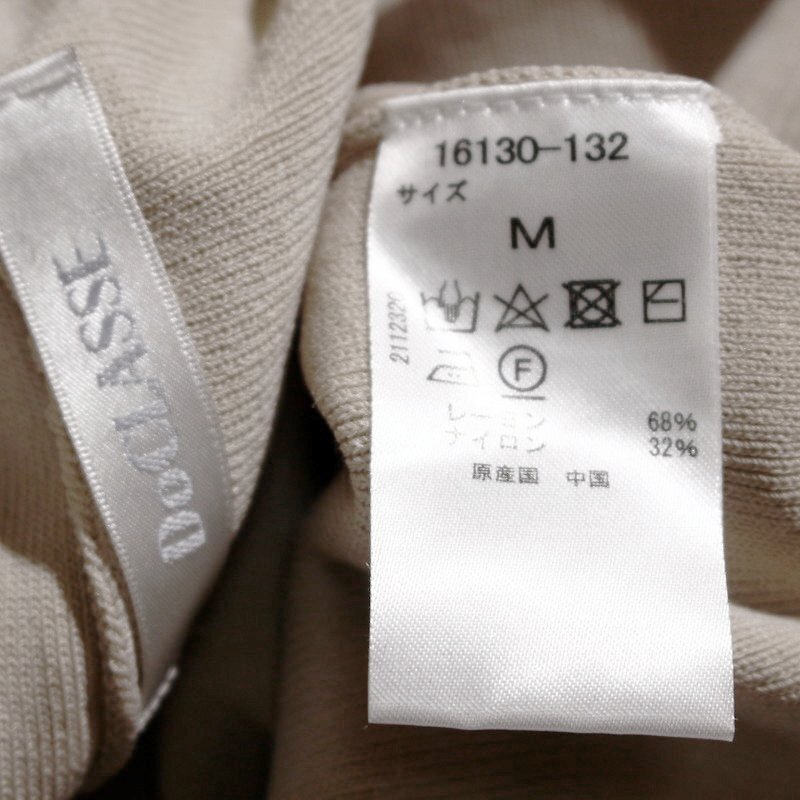 DoCLASSE
16130-132
サイズ
M
2112320
F
レーヨン 68%
ナイロン 32%
原産国 中国